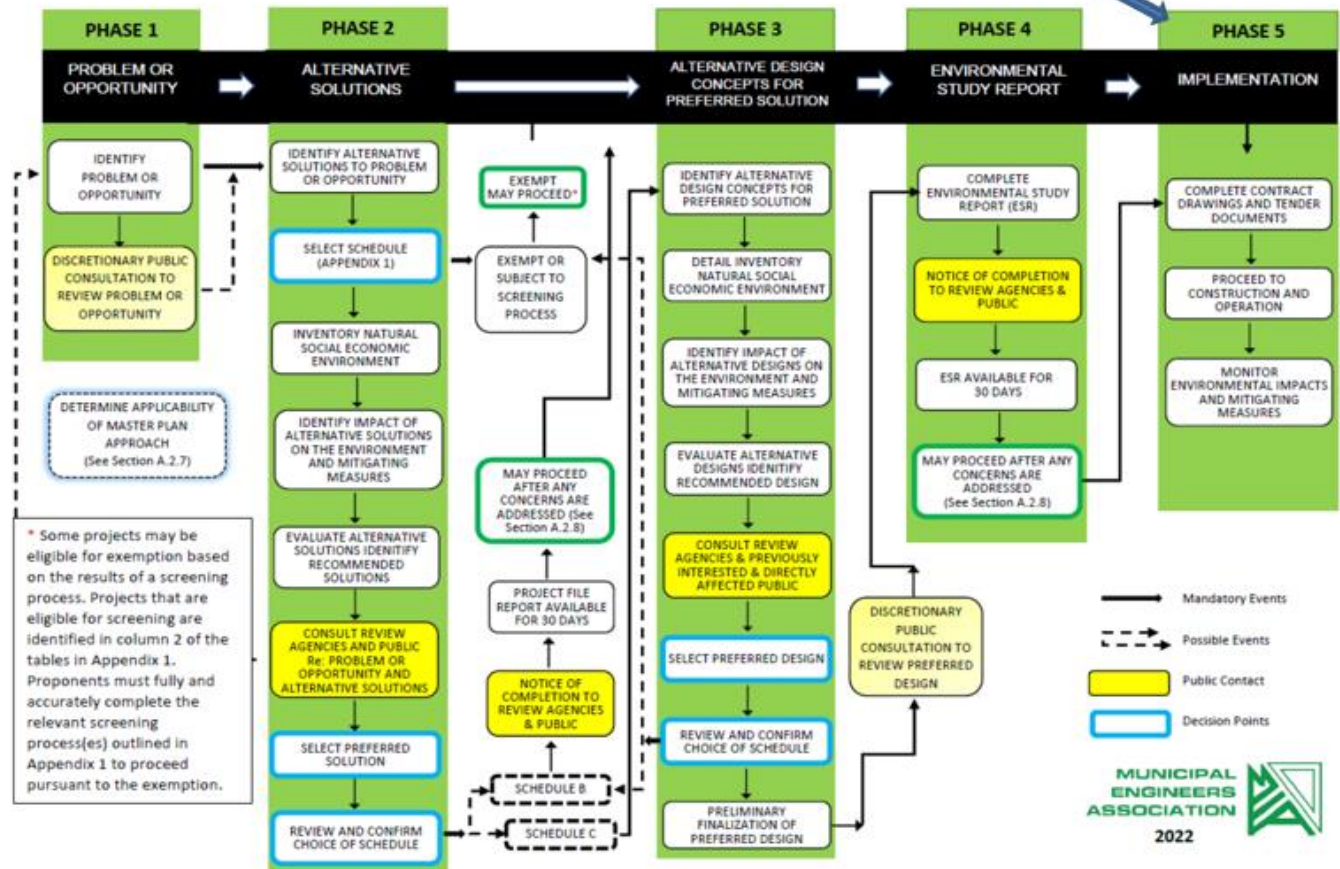 PHASE 1
PROBLEM OR
OPPORTUNITY
IDENTIFY
PROBLEM OR
OPPORTUNITY
DISCRETIONARY PUBLIC
CONSULTATION TO
REVIEW PROBLEM OR
OPPORTUNITY
DETERMINE APPLICABILITY
OF MASTER PLAN
APPROACH
(See Section A.2.7)
* Some projects may be
eligible for exemption based
on the results of a screening
process. Projects that are
eligible for screening are
identified in column 2 of the
tables in Appendix 1.
Proponents must fully and
accurately complete the
relevant screening
process(es) outlined in
Appendix 1 to proceed
pursuant to the exemption.
PHASE 2
ALTERNATIVE
SOLUTIONS
IDENTIFY ALTERNATIVE
SOLUTIONS TO PROBLEM
OR OPPORTUNITY
SELECT SCHEDULE
(APPENDIX 1)
INVENTORY NATURAL
SOCIAL ECONOMIC
ENVIRONMENT
IDENTIFY IMPACT OF
ALTERNATIVE SOLUTIONS
ON THE ENVIRONMENT
AND MITIGATING
MEASURES
EVALUATE ALTERNATIVE
SOLUTIONS IDENITIFY
RECOMMENDED
SOLUTIONS
CONSULT REVIEW
AGENCIES AND PUBLIC
Re: PROBLEM OR
OPPORTUNITY AND
ALTERNATIVE SOLUTIONS
SELECT PREFERRED
SOLUTION
REVIEW AND CONFIRM
CHOICE OF SCHEDULE
EXEMPT
MAY PROCEED*
EXEMPT OR
SUBJECT TO
SCREENING
PROCESS
MAY PROCEED
AFTER ANY
CONCERNS ARE
ADDRESSED (See
Section A.2.8)
PROJECT FILE
REPORT AVAILABLE
FOR 30 DAYS
NOTICE OF
COMPLETION TO
REVIEW AGENCIES
& PUBLIC
SCHEDULE B
SCHEDULE C
PHASE 3
ALTERNATIVE DESIGN
CONCEPTS FOR
PREFERRED SOLUTION
IDENTIFY ALTERNATIVE
DESIGN CONCEPTS FOR
PREFERRED SOLUTION
DETAIL INVENTORY
NATURAL SOCIAL
ECONOMIC ENVIRONMENT
IDENTIFY IMPACT OF
ALTERNATIVE DESIGNS ON
THE ENVIRONMENT AND
MITIGATING MEASURES
EVALUATE ALTERNATIVE
DESIGNS IDENITIFY
RECOMMENDED DESIGN
CONSULT REVIEW
AGENCIES & PREVIOUSLY
INTERESTED & DIRECTLY
AFFECTED PUBLIC
SELECT PREFERRED DESIGN
REVIEW AND CONFIRM
CHOICE OF SCHEDULE
PRELIMINARY
FINALIZATION OF
PREFERRED DESIGN
DISCRETIONARY
PUBLIC
CONSULTATION TO
REVIEW PREFERRED
DESIGN
PHASE 4
ENVIRONMENTAL
STUDY REPORT
COMPLETE
ENVIRONMENTAL STUDY
REPORT (ESR)
NOTICE OF COMPLETION
TO REVIEW AGENCIES &
PUBLIC
ESR AVAILABLE FOR
30 DAYS
MAY PROCEED AFTER ANY
CONCERNS ARE
ADDRESSED
(See Section A.2.8)
PHASE 5
IMPLEMENTATION
COMPLETE CONTRACT
DRAWINGS AND TENDER
DOCUMENTS
PROCEED TO
CONSTRUCTION AND
OPERATION
MONITOR
ENVIRONMENTAL IMPACTS
AND MITIGATING
MEASURES
Mandatory Events
Possible Events
Public Contact
Decision Points
MUNICIPAL
ENGINEERS
ASSOCIATION
2022